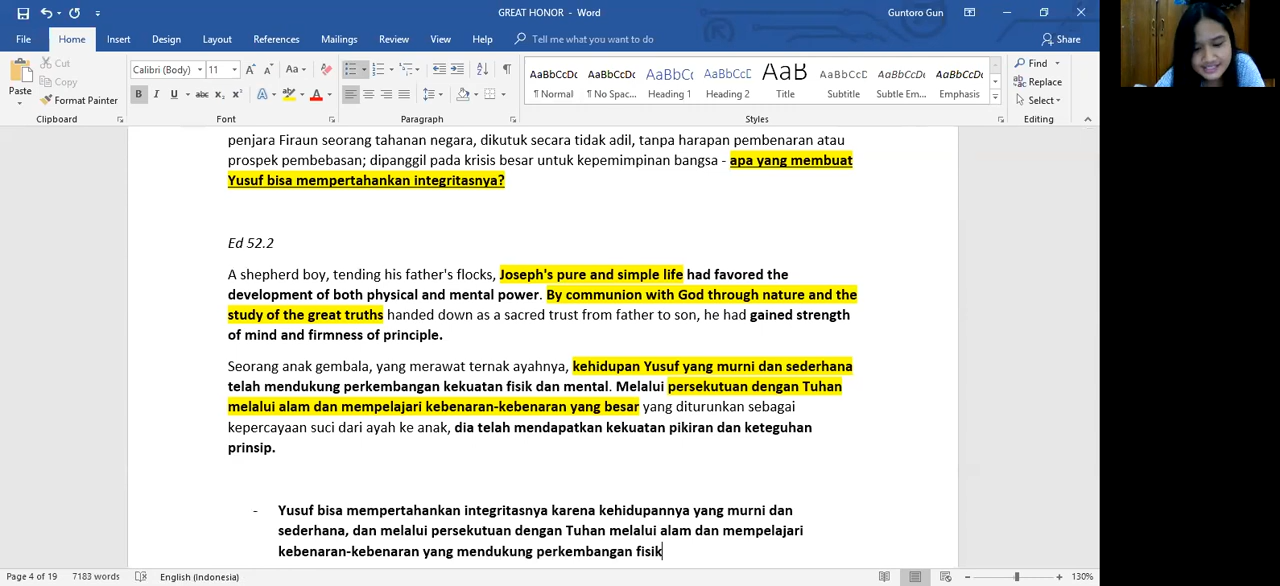 GREAT HONOR - Word
Guntoro Gun
File Home Insert Design Layout References Mailings Review View Help Tell me what you want to do Share
Paste
Cut
Copy
Format Painter
Clipboard
Calibri (Body) 11
Font
Paragraph
AaBbCcDc AaBbCcDc AaBbCc AaBbCcC AaB AaBbCcD AaBbCcDc AaBbCcDc
¶ Normal ¶ No Spac... Heading 1 Heading 2 Title Subtitle Subtle Em... Emphasis
Styles
Find
Replace
Select
Editing
penjara Firaun seorang tahanan negara, dikutuk secara tidak adil, tanpa harapan pembenaran atau
prospek pembebasan; dipanggil pada krisis besar untuk kepemimpinan bangsa - apa yang membuat
Yusuf bisa mempertahankan integritasnya?
Ed 52.2
A shepherd boy, tending his father's flocks, Joseph's pure and simple life had favored the
development of both physical and mental power. By communion with God through nature and the
study of the great truths handed down as a sacred trust from father to son, he had gained strength
of mind and firmness of principle.
Seorang anak gembala, yang merawat ternak ayahnya, kehidupan Yusuf yang murni dan sederhana
telah mendukung perkembangan kekuatan fisik dan mental. Melalui persekutuan dengan Tuhan
melalui alam dan mempelajari kebenaran-kebenaran yang besar yang diturunkan sebagai
kepercayaan suci dari ayah ke anak, dia telah mendapatkan kekuatan pikiran dan keteguhan
prinsip.
- Yusuf bisa mempertahankan integritasnya karena kehidupannya yang murni dan
sederhana, dan melalui persekutuan dengan Tuhan melalui alam dan mempelajari
kebenaran-kebenaran yang mendukung perkembangan fisik
Page 4 of 19 7183 words English (Indonesia) 130%